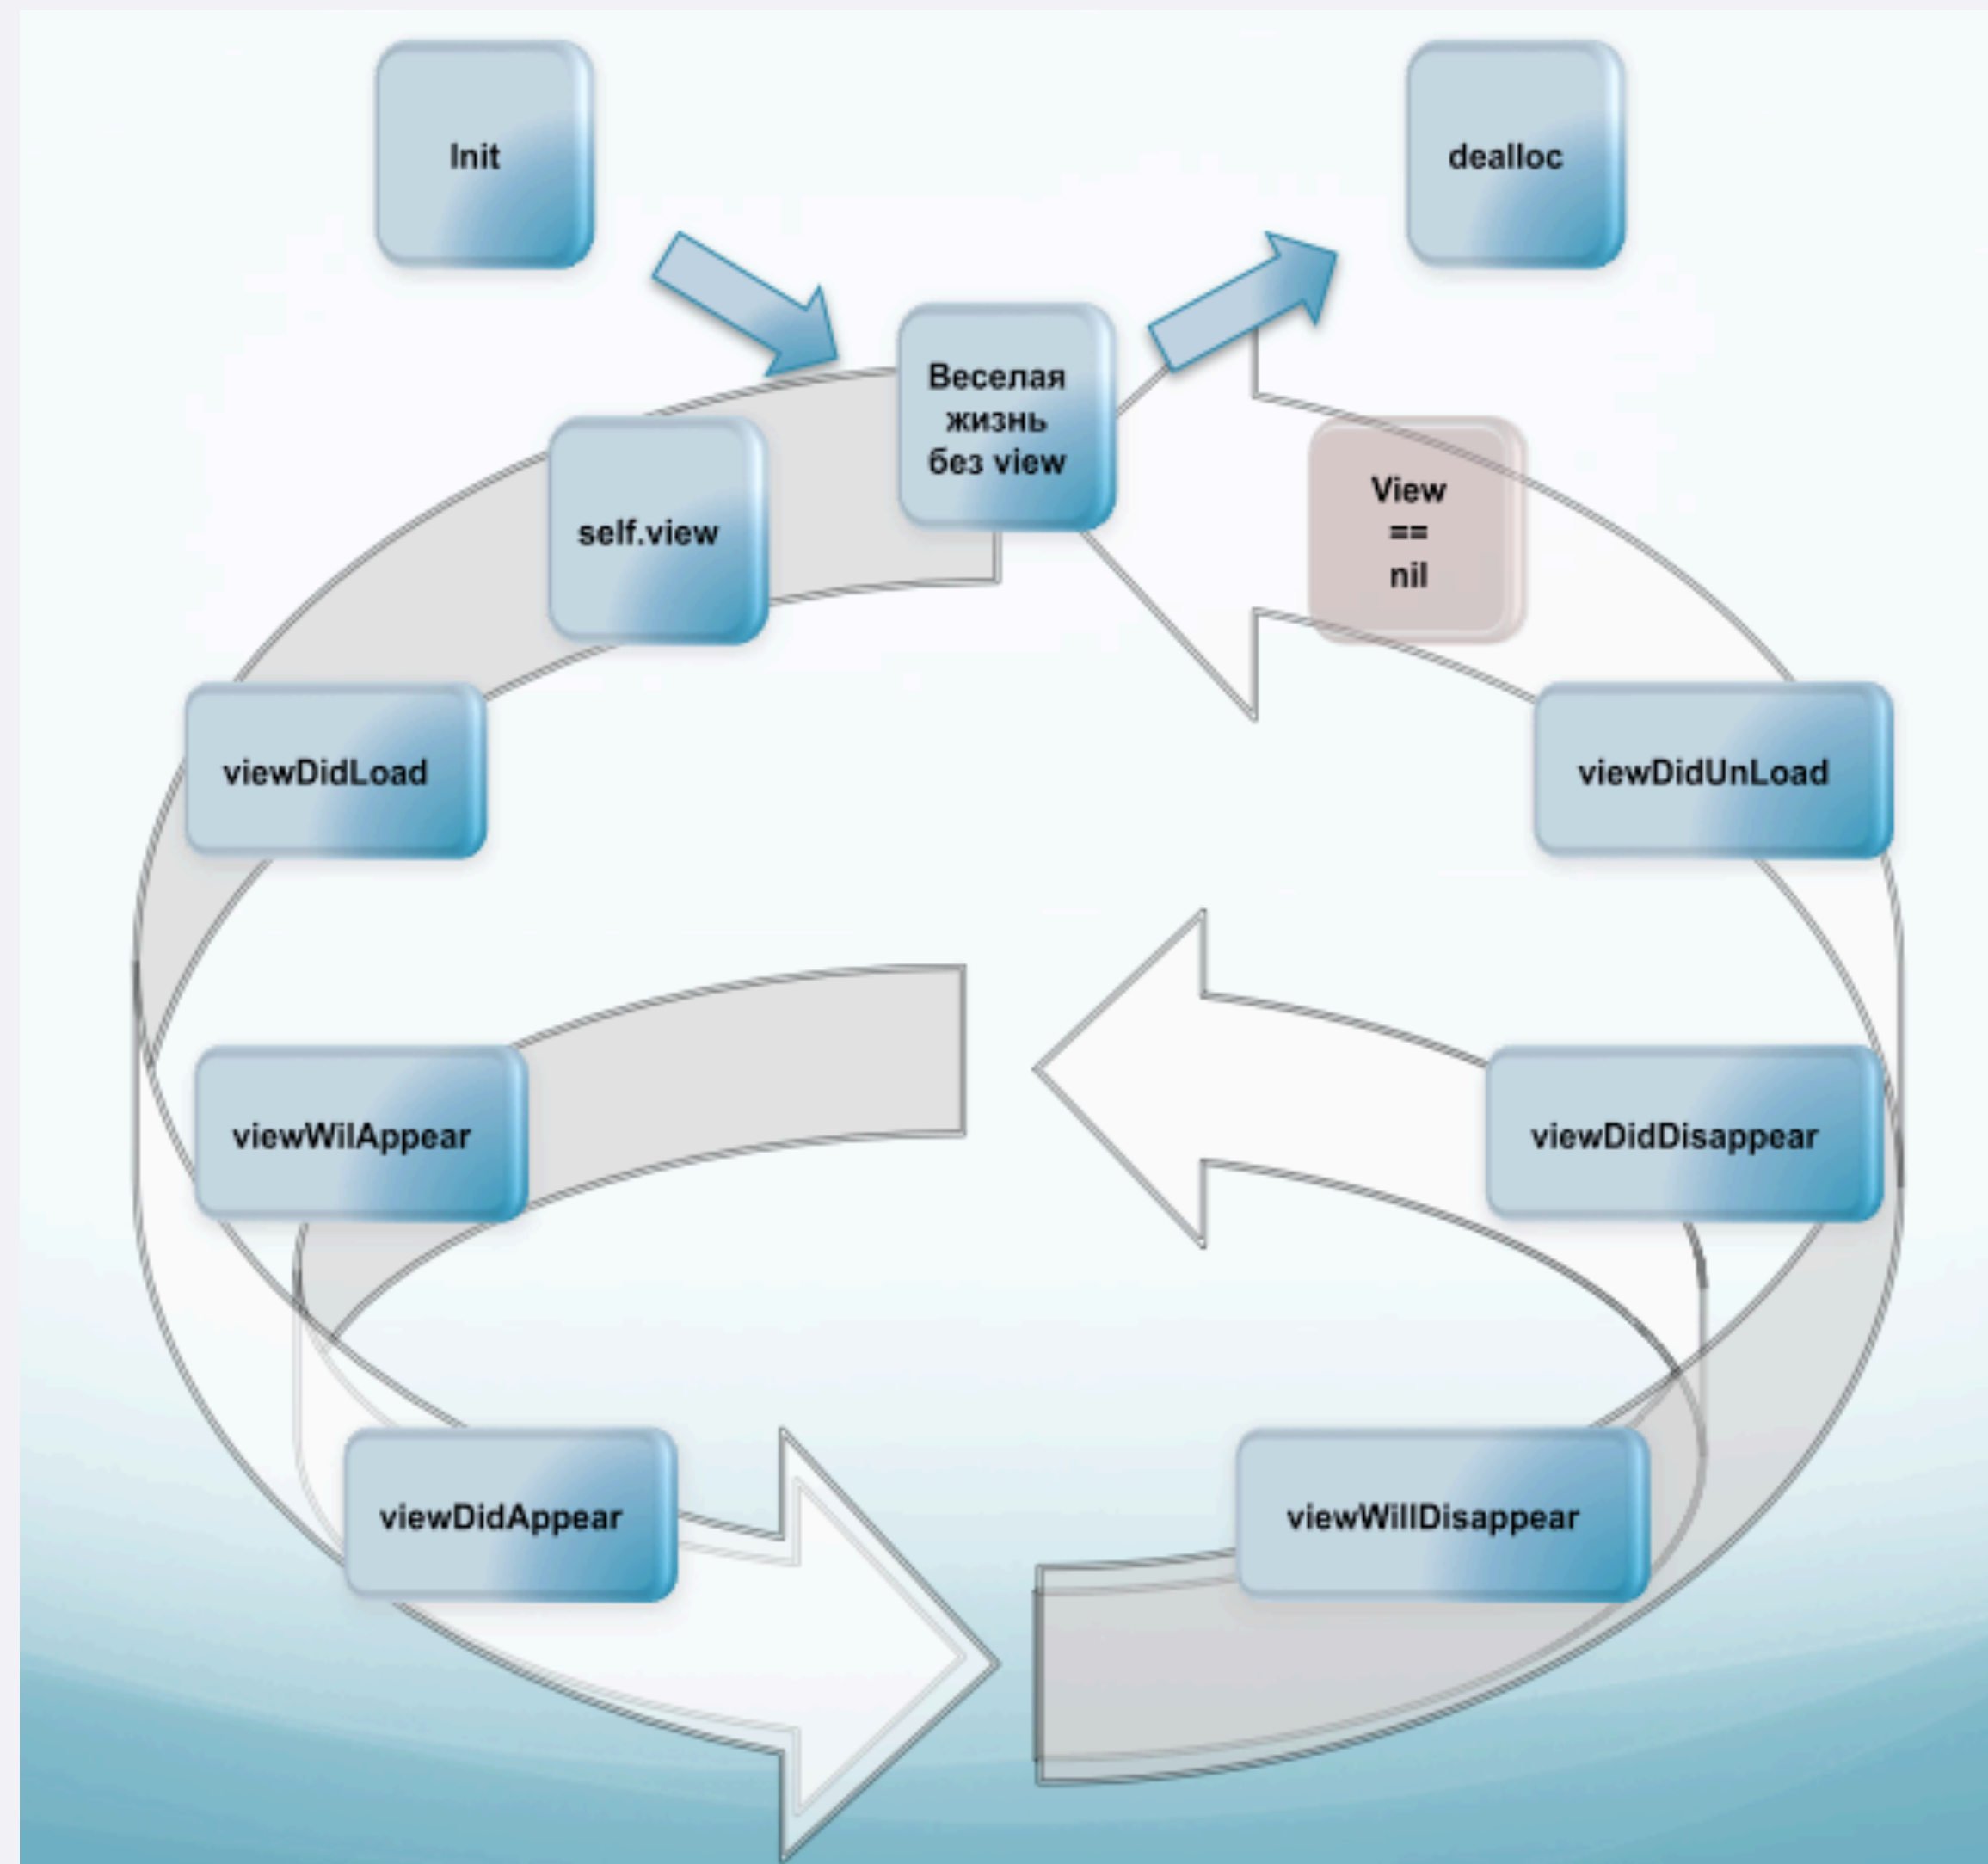 Init
dealloc
Веселая
жизнь
без view
self.view
View
==
nil
viewDidLoad
viewDidUnLoad
viewWilAppear
viewDidDisappear
viewDidAppear
viewWillDisappear